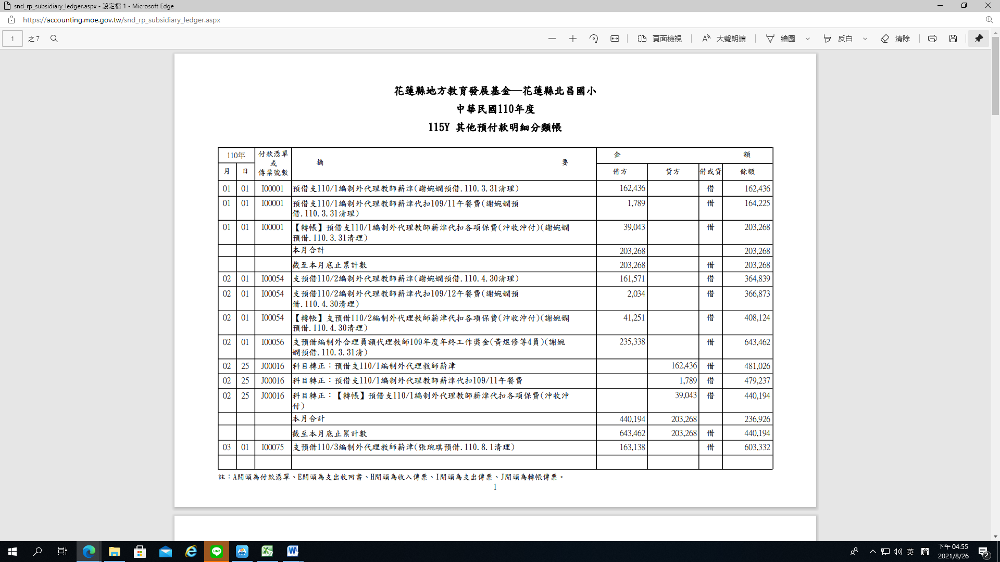 snd_rp_subsidiary_ledger.aspx - 設定檔 1 - Microsoft Edge
https://accounting.moe.gov.tw/snd_rp_subsidiary_ledger.aspx
1 之 7 頁面檢視 大聲朗讀 繪圖 反白 清除
花蓮縣地方教育發展基金—花蓮縣北昌國小
中華民國110年度
115Y 其他預付款明細分類帳
110年 付款憑單或傳票號數 摘 要 金 額
月 日 借方 貸方 借或貸 餘額
01 01 I00001 預借支110/1編制外代理教師薪津(謝婉嫻預借.110.3.31清理) 162,436 借 162,436
01 01 I00001 預借支110/1編制外代理教師薪津代扣109/11午餐費(謝婉嫻預 1,789 借 164,225
借.110.3.31清理)
01 01 I00001 【轉帳】預借支110/1編制外代理教師薪津代扣各項保費(沖收沖付)(謝婉嫻 39,043 借 203,268
預借.110.3.31清理)
本月合計 203,268 203,268
截至本月底止累計數 203,268 借 203,268
02 01 I00054 支預借110/2編制外代理教師薪津(謝婉嫻預借.110.4.30清理) 161,571 借 364,839
02 01 I00054 支預借110/2編制外代理教師薪津代扣109/12午餐費(謝婉嫻預 2,034 借 366,873
借.110.4.30清理)
02 01 I00054 【轉帳】支預借110/2編制外代理教師薪津代扣各項保費(沖收沖付)(謝婉嫻 41,251 借 408,124
預借.110.4.30清理)
02 01 I00056 支預借編制外合理員額代理教師109年度年終工作獎金(黃煜修等4員)(謝婉 235,338 借 643,462
嫻預借.110.3.31清)
02 25 J00016 科目轉正：預借支110/1編制外代理教師薪津 162,436 借 481,026
02 25 J00016 科目轉正：預借支110/1編制外代理教師薪津代扣109/11午餐費 1,789 借 479,237
02 25 J00016 科目轉正：【轉帳】預借支110/1編制外代理教師薪津代扣各項保費(沖收沖 39,043 借 440,194
付)
本月合計 440,194 203,268 236,926
截至本月底止累計數 643,462 203,268 借 440,194
03 01 I00075 支預借110/3編制外代理教師薪津(張琬琪預借.110.8.1清理) 163,138 借 603,332
註：A開頭為付款憑單、E開頭為支出收回書、H開頭為收入傳票、I開頭為支出傳票、J開頭為轉帳傳票。
1
LINE
英
下午 04:55
2021/8/26
2